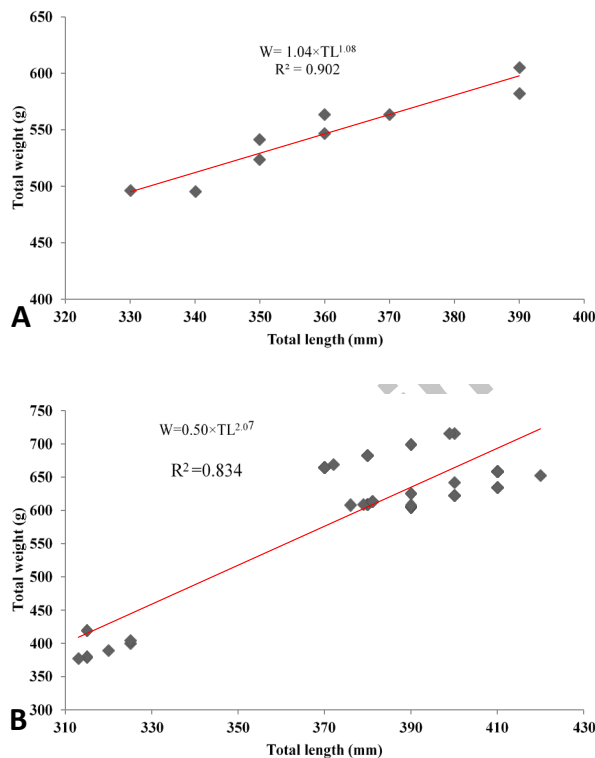 W= 1.04×TL1.08
R² = 0.902
Total weight (g)
600
550
500
450
400
320 330 340 350 360 370 380 390 400
A
Total length (mm)
W=0.50×TL2.07
R2=0.834
Total weight (g)
750
700
650
600
550
500
450
400
350
300
310 330 350 370 390 410 430
B
Total length (mm)